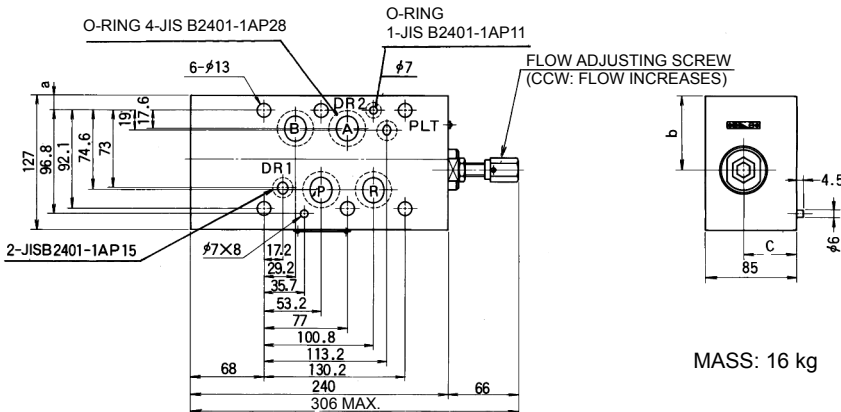 O-RING 4-JIS B2401-1AP28
O-RING
1-JIS B2401-1AP11
FLOW ADJUSTING SCREW
(CCW: FLOW INCREASES)
6-φ13
φ7
a
DR2
B
A
PLT
b
127
96.8
92.1
74.6
73
19
17.6
DR1
P
R
4.5
φ6
2-JISB2401-1AP15
φ7×8
17.2
29.2
35.7
53.2
77
100.8
113.2
130.2
68
240
66
306 MAX.
C
85
MASS: 16 kg